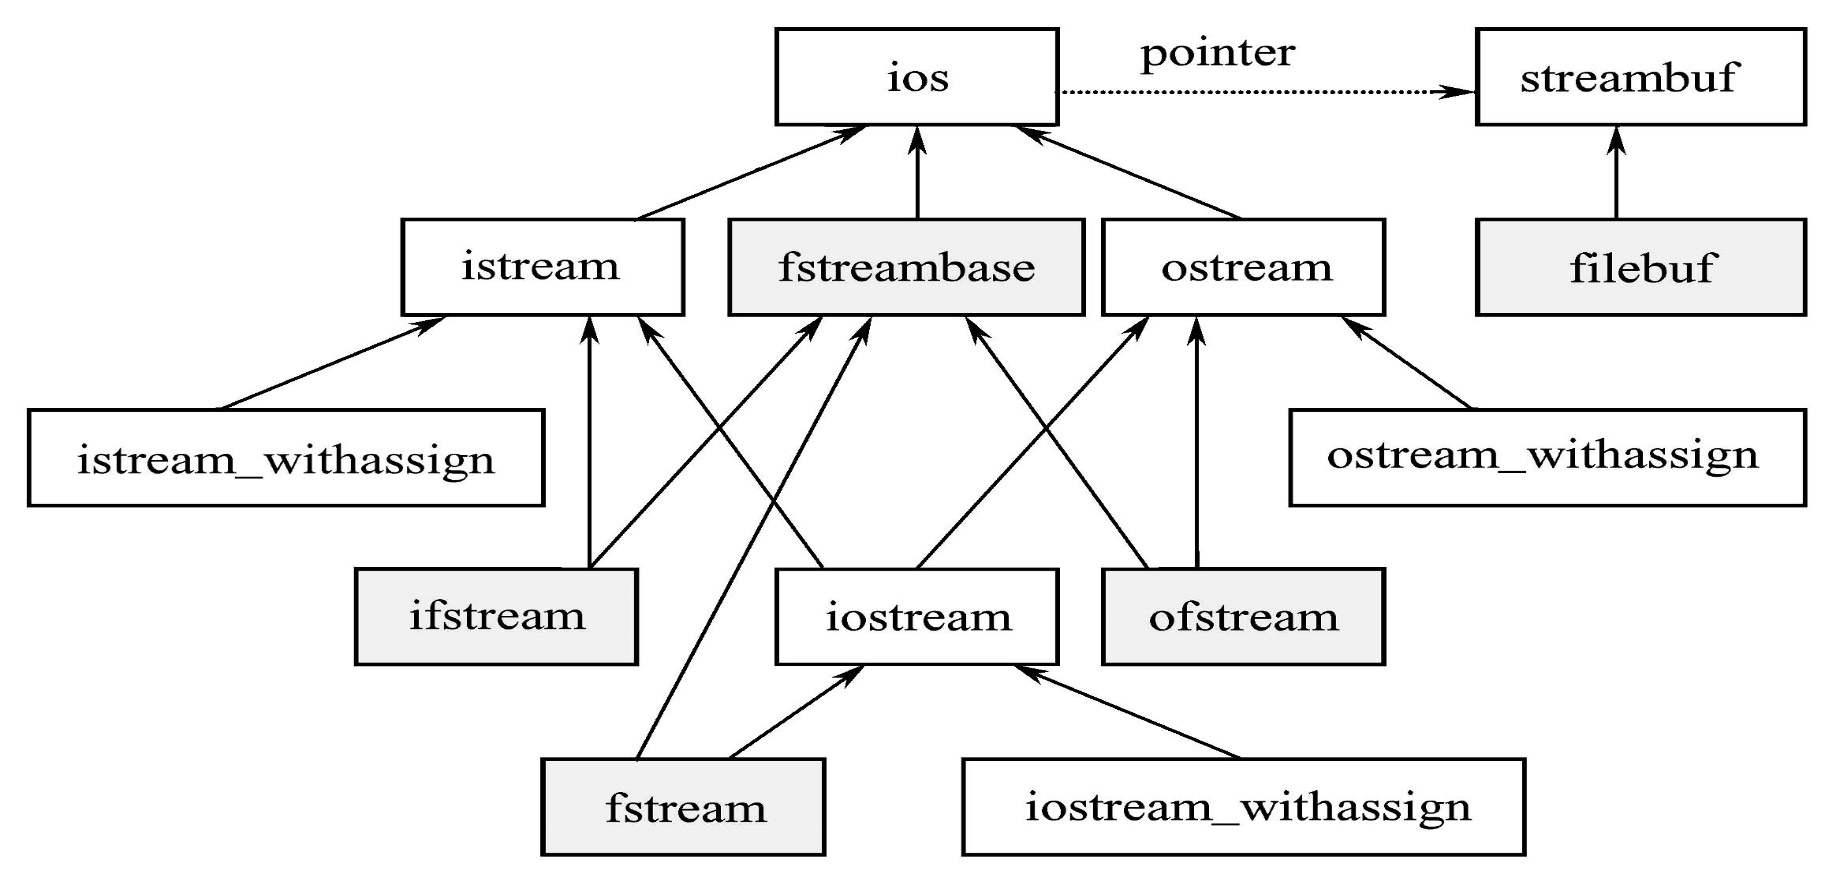 ios
pointer
streambuf
istream
fstreambase
ostream
filebuf
istream_withassign
ostream_withassign
ifstream
iostream
ofstream
fstream
iostream_withassign